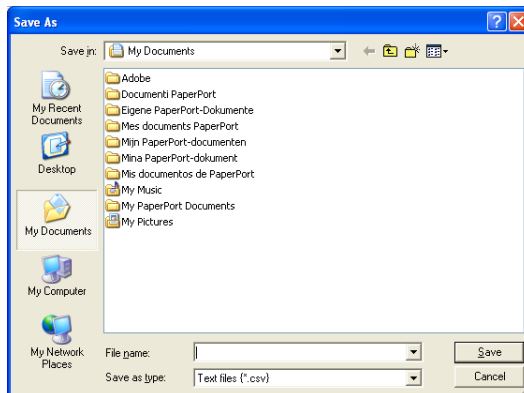 Save As
Save in: My Documents
Adobe
Documenti PaperPort
Eigene PaperPort-Dokumente
Mes documents PaperPort
Mijn PaperPort-documenten
Mina PaperPort-dokument
Mis documentos de PaperPort
My Music
My PaperPort Documents
My Pictures
My Recent
Documents
Desktop
My Documents
My Computer
My Network
Places
File name:
Save
Save as type: Text files {*.csv}
Cancel